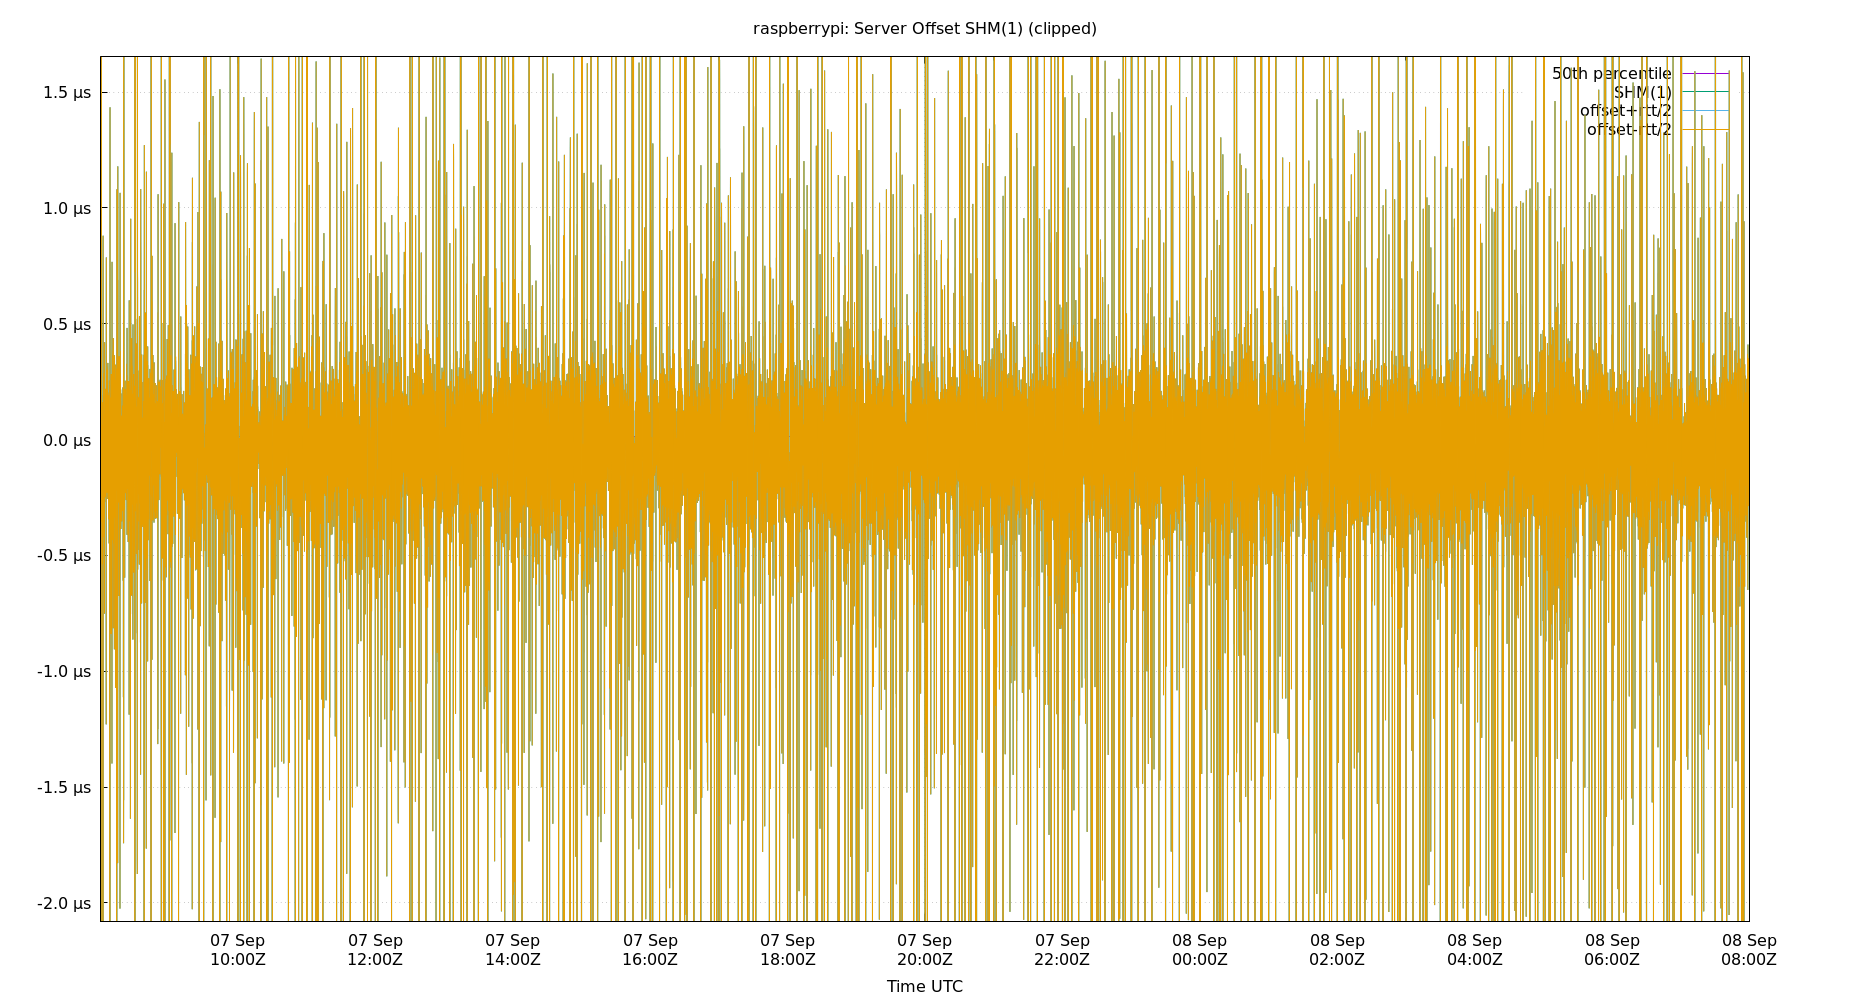 raspberrypi: Server Offset SHM(1) (clipped)
50th percentile
SHM(1)
offset+rtt/2
offset-rtt/2
1.5 µs
1.0 µs
0.5 µs
0.0 µs
-0.5 µs
-1.0 µs
-1.5 µs
-2.0 µs
07 Sep 07 Sep 07 Sep 07 Sep 07 Sep 07 Sep 07 Sep 08 Sep 08 Sep 08 Sep 08 Sep 08 Sep
10:00Z 12:00Z 14:00Z 16:00Z 18:00Z 20:00Z 22:00Z 00:00Z 02:00Z 04:00Z 06:00Z 08:00Z
Time UTC